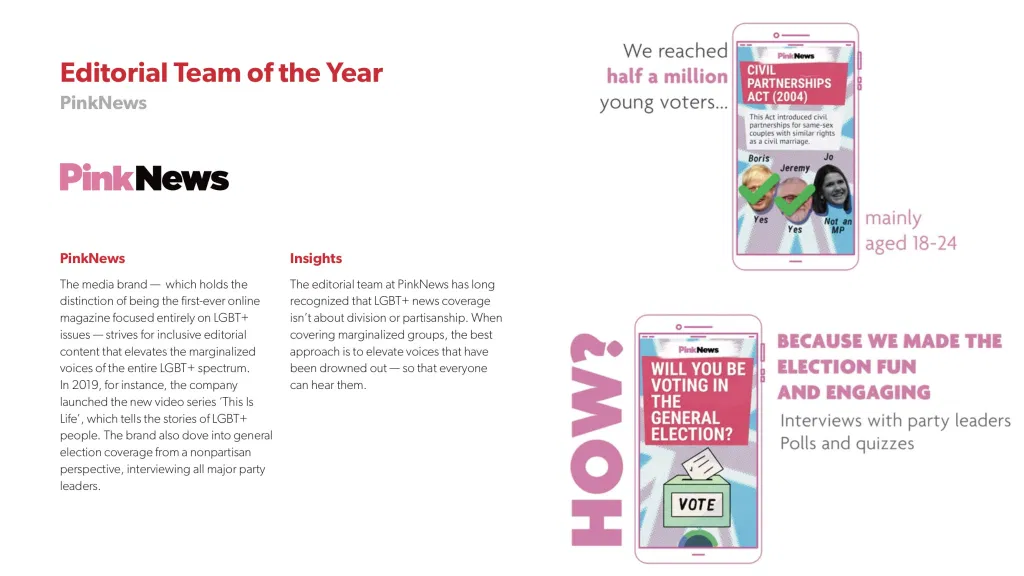 Editorial Team of the Year
PinkNews
PinkNews
PinkNews
The media brand — which holds the
distinction of being the first-ever online
magazine focused entirely on LGBT+
issues — strives for inclusive editorial
content that elevates the marginalized
voices of the entire LGBT+ spectrum.
In 2019, for instance, the company
launched the new video series ‘This Is
Life’, which tells the stories of LGBT+
people. The brand also dove into general
election coverage from a nonpartisan
perspective, interviewing all major party
leaders.
Insights
The editorial team at PinkNews has long
recognized that LGBT+ news coverage
isn’t about division or partisanship. When
covering marginalized groups, the best
approach is to elevate voices that have
been drowned out — so that everyone
can hear them.
We reached
half a million
young voters...
PinkNews
CIVIL
PARTNERSHIPS
ACT (2004)
This Act introduced civil
partnerships for same-sex
couples with similar rights
as a civil marriage.
Boris
Jeremy
Jo
Yes
Yes
Not an
MP
mainly
aged 18-24
HOW?
PinkNews
WILL YOU BE
VOTING IN
THE
GENERAL
ELECTION?
VOTE
BECAUSE WE MADE THE
ELECTION FUN
AND ENGAGING
Interviews with party leaders
Polls and quizzes